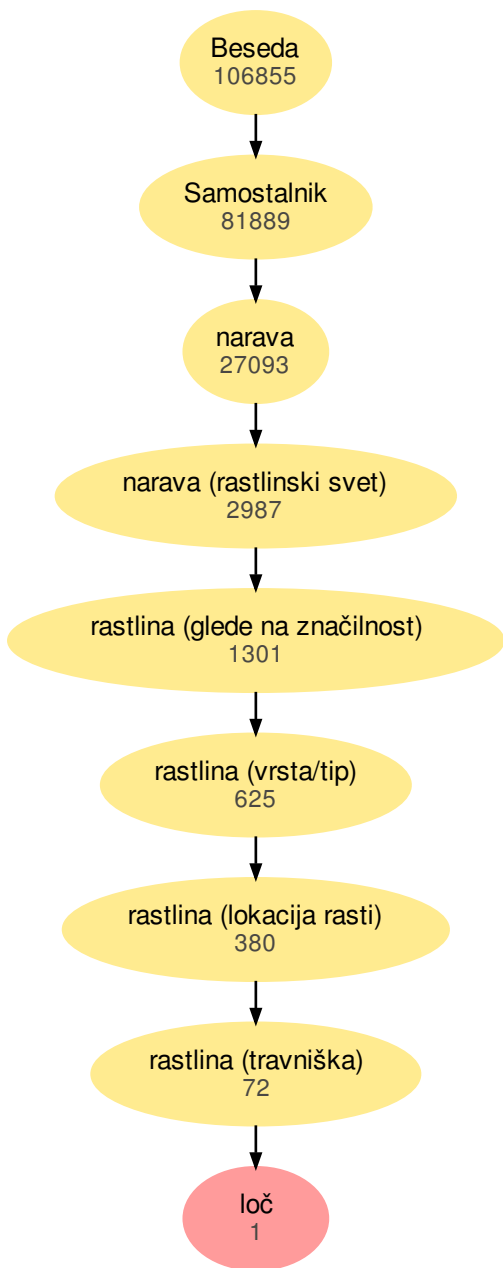 Beseda
106855
Samostalnik
81889
narava
27093
narava (rastlinski svet)
2987
rastlina (glede na značilnost)
1301
rastlina (vrsta/tip)
625
rastlina (lokacija rasti)
380
rastlina (travniška)
72
loč
1